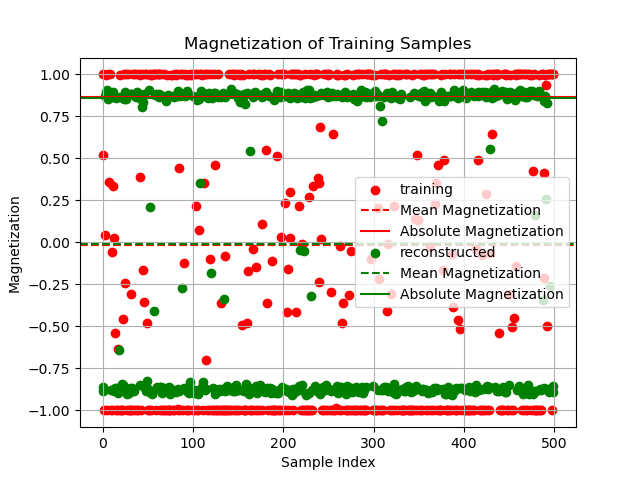 Magnetization of Training Samples
1.00
0.75
0.50
0.25
0.00
−0.25
−0.50
−0.75
−1.00
Magnetization
training
Mean Magnetization
Absolute Magnetization
reconstructed
Mean Magnetization
Absolute Magnetization
0 100 200 300 400 500
Sample Index